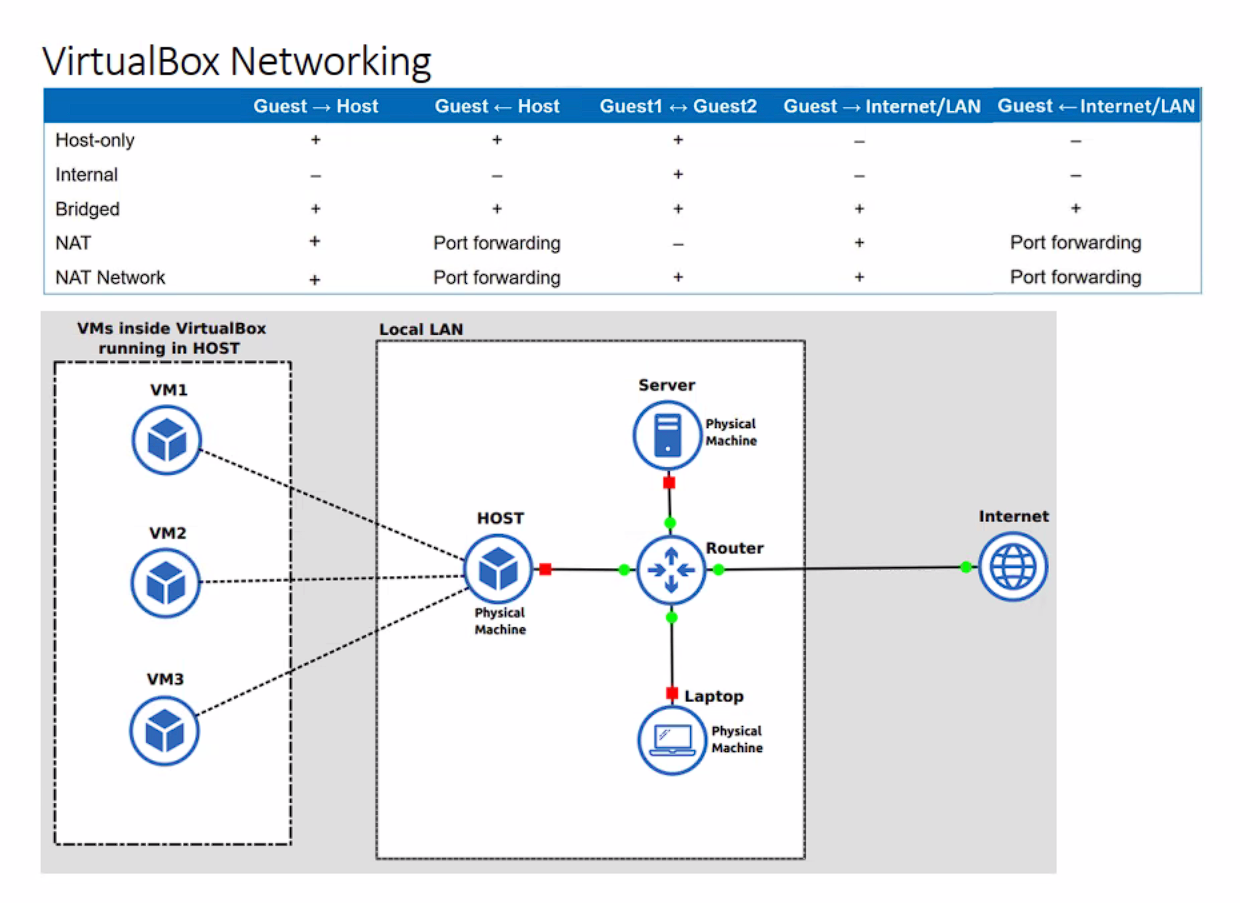 VirtualBox Networking
Guest → Host Guest ← Host Guest1 ↔ Guest2 Guest → Internet/LAN Guest ← Internet/LAN
Host-only + + + – –
Internal – – + – –
Bridged + + + + +
NAT + Port forwarding – + Port forwarding
NAT Network + Port forwarding + + Port forwarding
VMs inside VirtualBox
running in HOST
Local LAN
VM1
VM2
VM3
HOST
Physical
Machine
Server
Physical
Machine
Router
Laptop
Physical
Machine
Internet